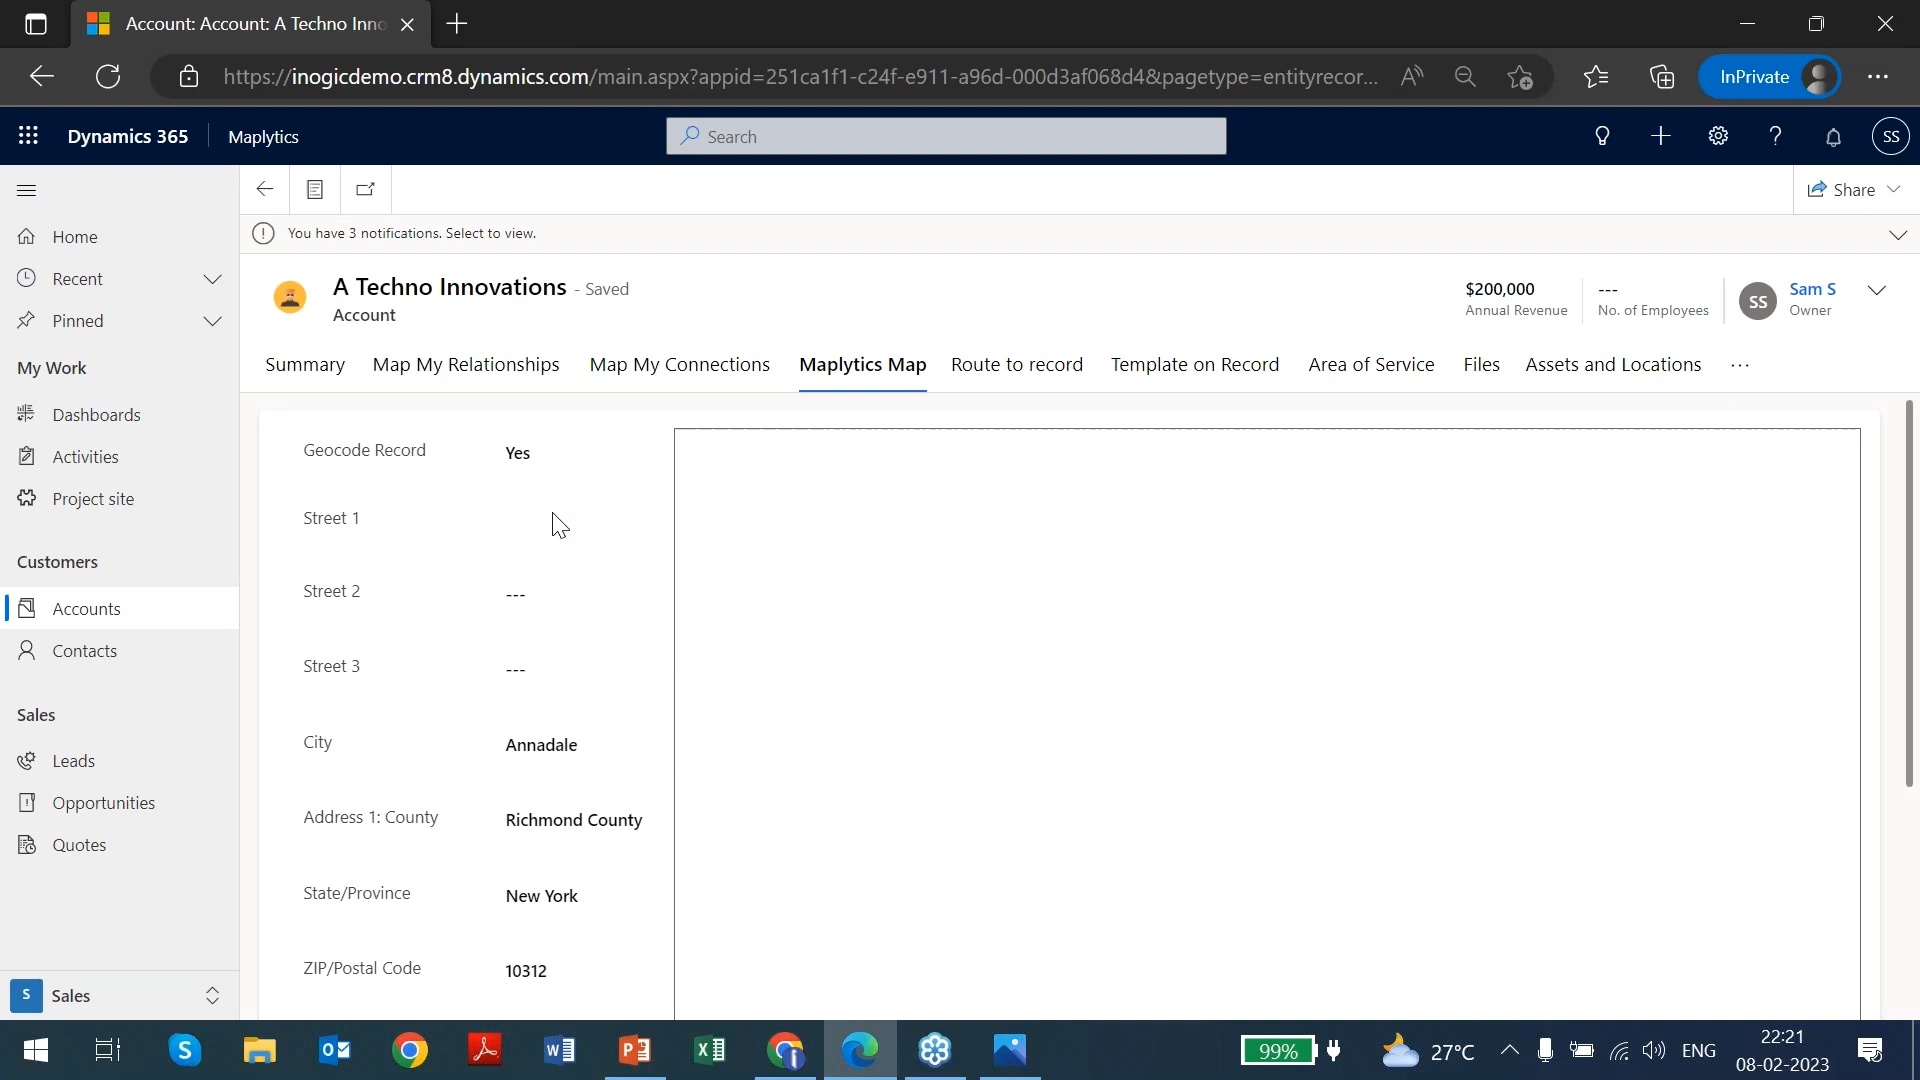 Account: Account: A Techno Inno
https://inogicdemo.crm8.dynamics.com/main.aspx?appid=251ca1f1-c24f-e911-a96d-000d3af068d4&pagetype=entityrecor...
InPrivate
Dynamics 365
Maplytics
Search
SS
Share
You have 3 notifications. Select to view.
Home
Recent
Pinned
My Work
Dashboards
Activities
Project site
Customers
Accounts
Contacts
Sales
Leads
Opportunities
Quotes
S Sales
A Techno Innovations - Saved
Account
$200,000
Annual Revenue
---
No. of Employees
SS
Sam S
Owner
Summary Map My Relationships Map My Connections Maplytics Map Route to record Template on Record Area of Service Files Assets and Locations ...
Geocode Record Yes
Street 1
Street 2 ---
Street 3 ---
City Annadale
Address 1: County Richmond County
State/Province New York
ZIP/Postal Code 10312
99%
27°C
ENG
22:21
08-02-2023